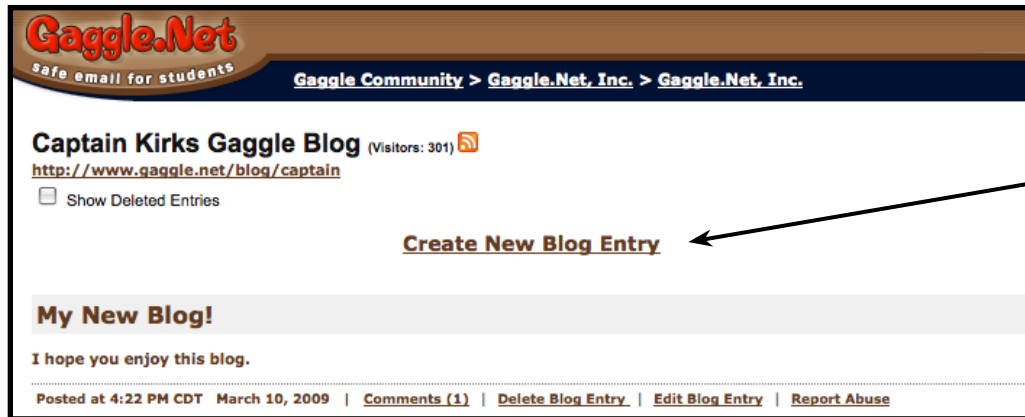 Gaggle.Net
safe email for students
Gaggle Community > Gaggle.Net, Inc. > Gaggle.Net, Inc.
Captain Kirks Gaggle Blog (Visitors: 301)
http://www.gaggle.net/blog/captain
Show Deleted Entries
Create New Blog Entry
My New Blog!
I hope you enjoy this blog.
Posted at 4:22 PM CDT March 10, 2009 | Comments (1) | Delete Blog Entry | Edit Blog Entry | Report Abuse